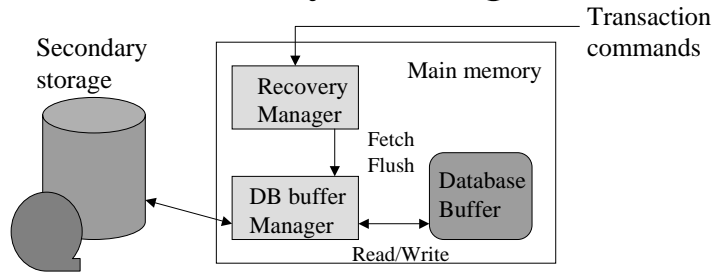 Transaction
commands
Secondary
storage
Main memory
Recovery
Manager
Fetch
Flush
DB buffer
Manager
Database
Buffer
Read/Write